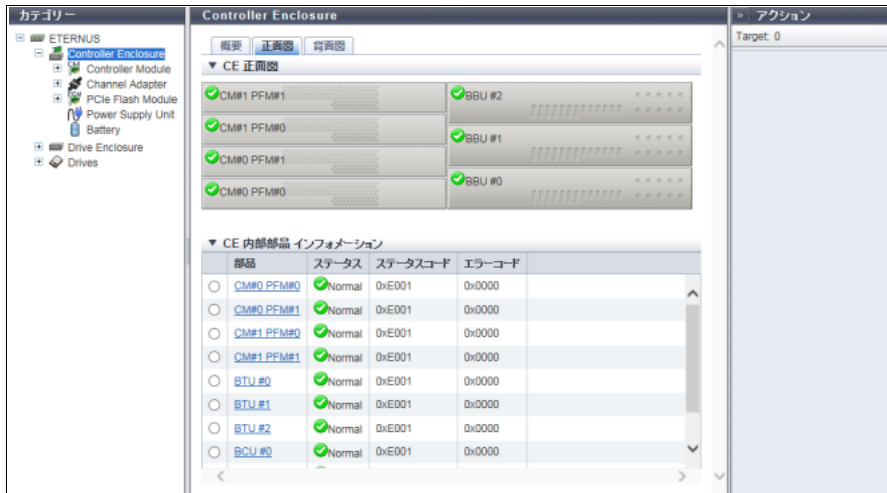 カテゴリー
Controller Enclosure
» アクション
ETERNUS
Controller Enclosure
Controller Module
Channel Adapter
PCIe Flash Module
Power Supply Unit
Battery
Drive Enclosure
Drives
概要 正面図 背面図
▼ CE 正面図
CM#1 PFM#1
CM#1 PFM#0
CM#0 PFM#1
CM#0 PFM#0
BBU #2
BBU #1
BBU #0
▼ CE 内部部品 インフォメーション
部品 ステータス ステータスコード エラーコード
CM#0 PFM#0 Normal 0xE001 0x0000
CM#0 PFM#1 Normal 0xE001 0x0000
CM#1 PFM#0 Normal 0xE001 0x0000
CM#1 PFM#1 Normal 0xE001 0x0000
BTU #0 Normal 0xE001 0x0000
BTU #1 Normal 0xE001 0x0000
BTU #2 Normal 0xE001 0x0000
BCU #0 Normal 0xE001 0x0000
Target: 0